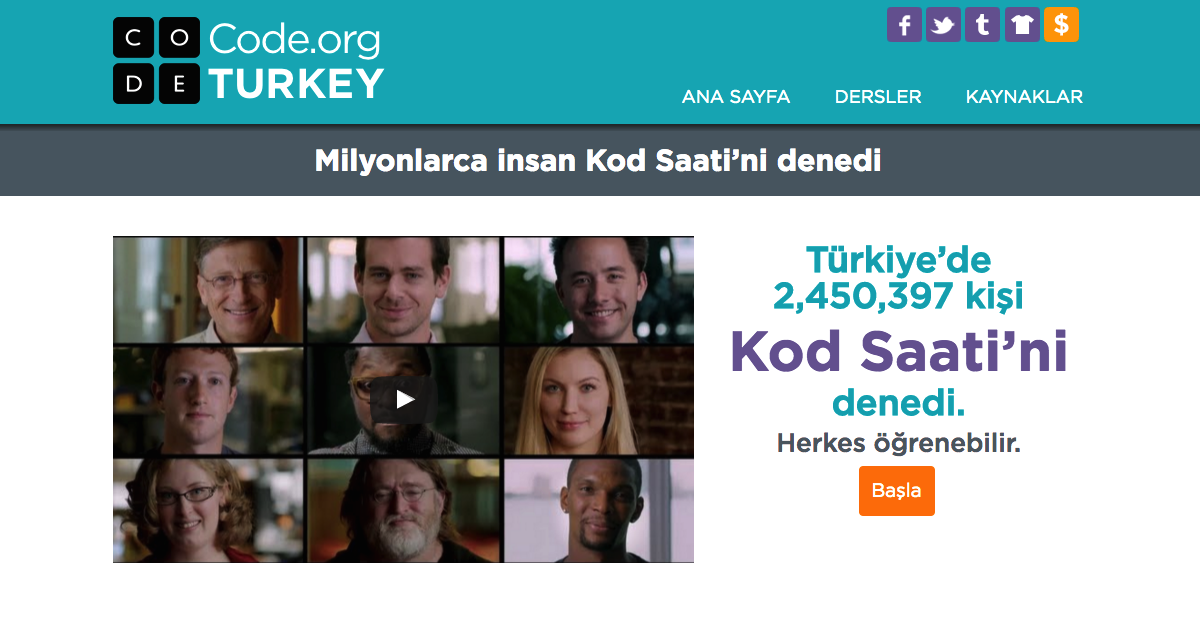 C O
D E
Code.org
TURKEY
ANA SAYFA DERSLER KAYNAKLAR
Milyonlarca insan Kod Saati’ni denedi
Türkiye’de
2,450,397 kişi
Kod Saati’ni
denedi.
Herkes öğrenebilir.
Başla